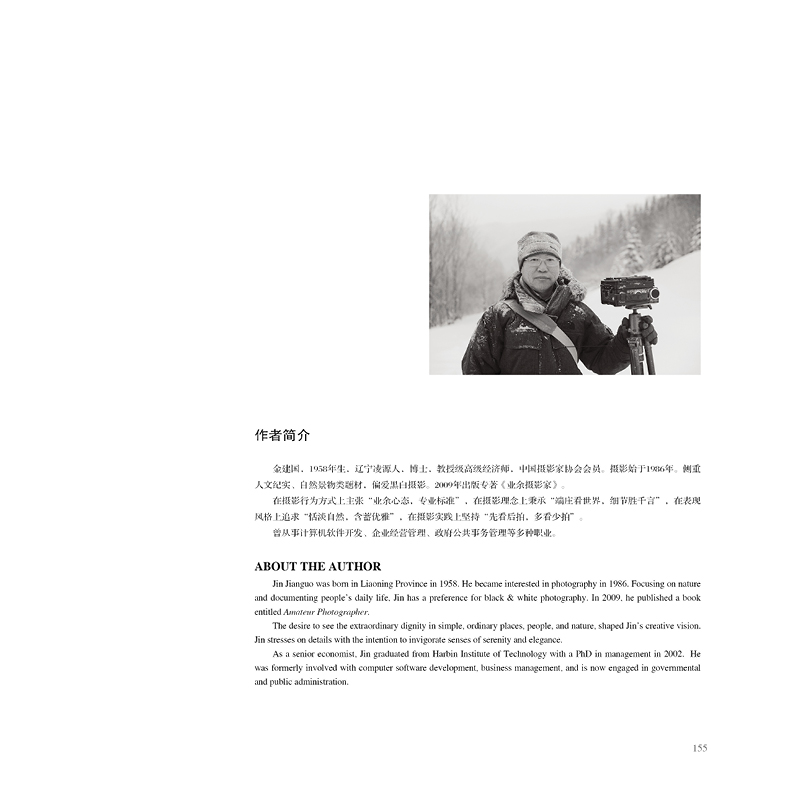 作者简介
金建国，1958年生，辽宁凌源人，博士，教授级高级经济师，中国摄影家协会会员。摄影始于1986年。侧重
人文纪实、自然景物类题材，偏爱黑白摄影。2009年出版专著《业余摄影家》。
在摄影行为方式上主张“业余心态，专业标准”，在摄影理念上秉承“端庄看世界，细节胜千言”，在表现
风格上追求“恬淡自然，含蓄优雅”，在摄影实践上坚持“先看后拍，多看少拍”。
曾从事计算机软件开发、企业经营管理、政府公共事务管理等多种职业。
ABOUT THE AUTHOR
Jin Jianguo was born in Liaoning Province in 1958. He became interested in photography in 1986. Focusing on nature
and documenting people's daily life, Jin has a preference for black & white photography. In 2009, he published a book
entitled Amateur Photographer.
The desire to see the extraordinary dignity in simple, ordinary places, people, and nature, shaped Jin's creative vision.
Jin stresses on details with the intention to invigorate senses of serenity and elegance.
As a senior economist, Jin graduated from Harbin Institute of Technology with a PhD in management in 2002. He
was formerly involved with computer software development, business management, and is now engaged in governmental
and public administration.
155